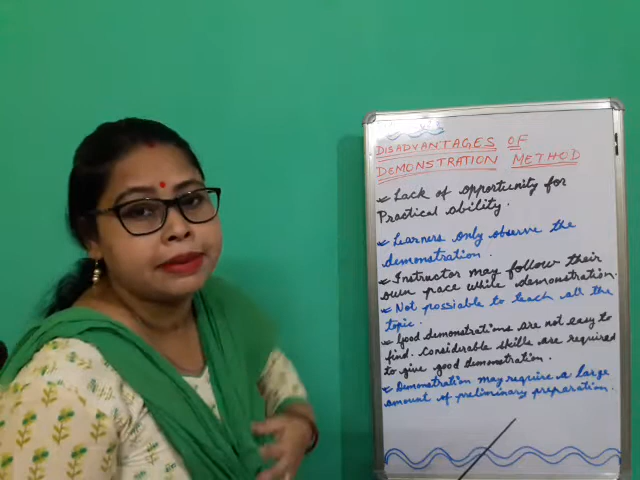 DISADVANTAGES OF
DEMONSTRATION METHOD
Lack of opportunity for
Practical ability.
Learners only observe the
demonstration.
Instructor may follow their
own pace while demonstration.
Not possiable to teach all the
topic.
Good demonstrations are not easy to
find. Considerable skills are required
to give good demonstration.
Demonstration may require a large
amount of preliminary preparation.